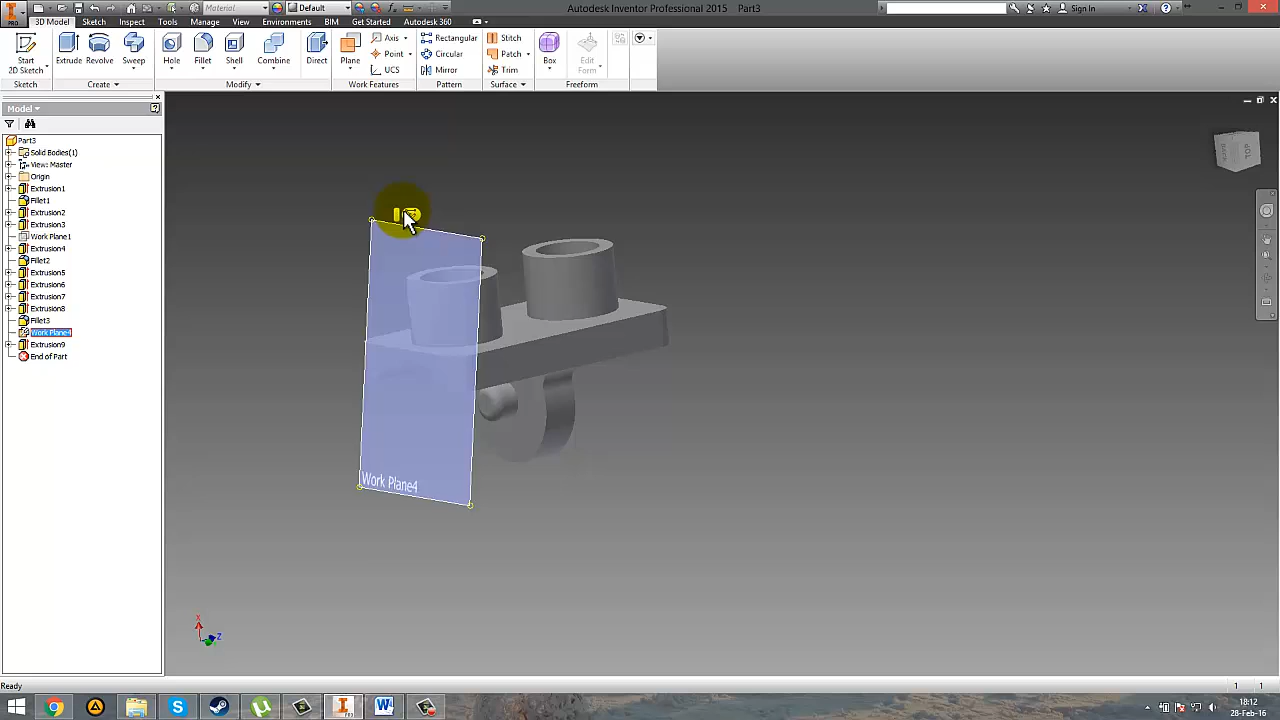 Material
Default
Autodesk Inventor Professional 2015
Part3
Sign In
PRO
3D Model
Sketch
Inspect
Tools
Manage
View
Environments
BIM
Get Started
Autodesk 360
Start
2D Sketch
Extrude
Revolve
Sweep
Hole
Fillet
Shell
Combine
Direct
Plane
Axis
Point
UCS
Rectangular
Circular
Mirror
Stitch
Patch
Trim
Box
Edit
Form
Sketch
Create
Modify
Work Features
Pattern
Surface
Freeform
Model
Part3
Solid Bodies(1)
View: Master
Origin
Extrusion1
Fillet1
Extrusion2
Extrusion3
Work Plane1
Extrusion4
Fillet2
Extrusion5
Extrusion6
Extrusion7
Extrusion8
Fillet3
Work Plane4
Extrusion9
End of Part
TOP
Work Plane4
X
Z
Ready
1
1
18:12
28-Feb-16